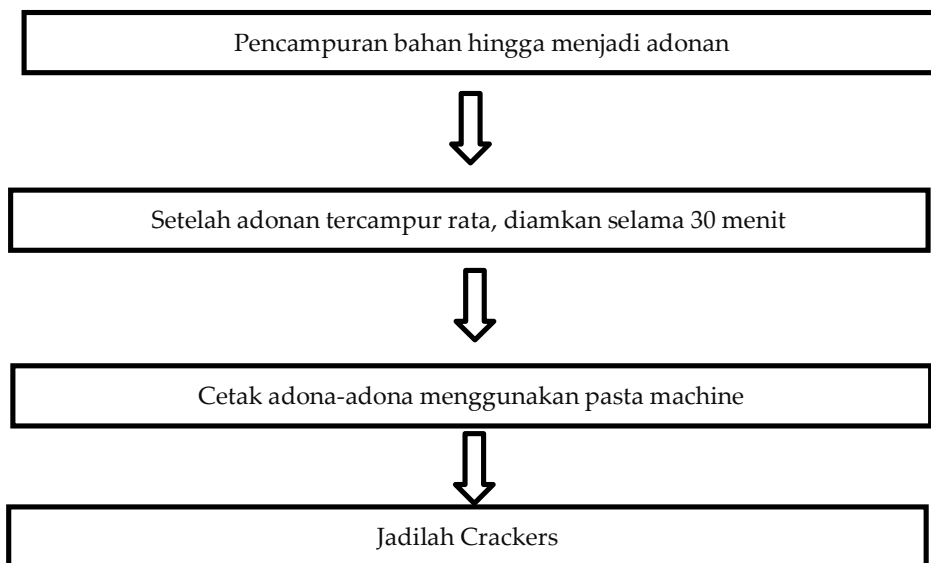 Pencampuran bahan hingga menjadi adonan
Setelah adonan tercampur rata, diamkan selama 30 menit
Cetak adona-adona menggunakan pasta machine
Jadilah Crackers